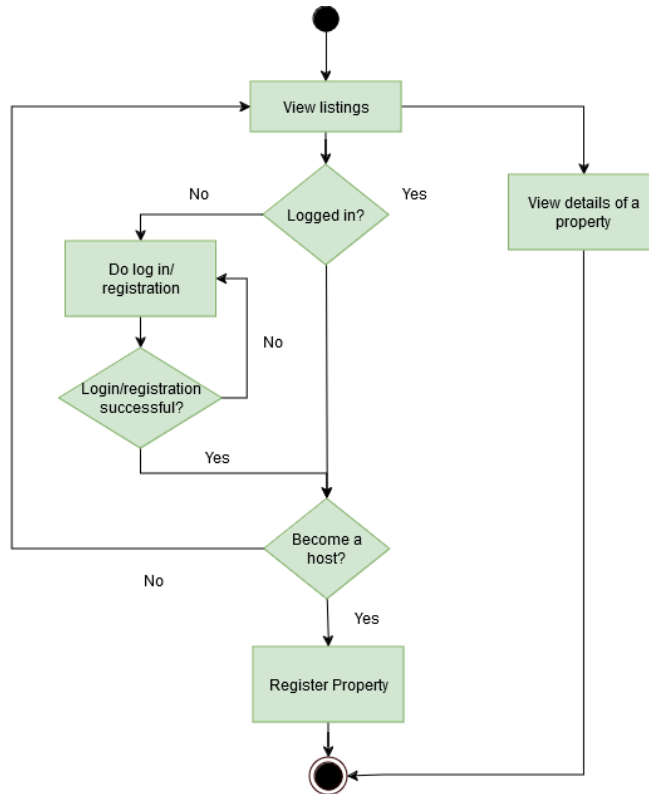 View listings
No
Yes
Logged in?
View details of a
property
Do log in/
registration
No
Login/registration
successful?
Yes
Become a
host?
No
Yes
Register Property